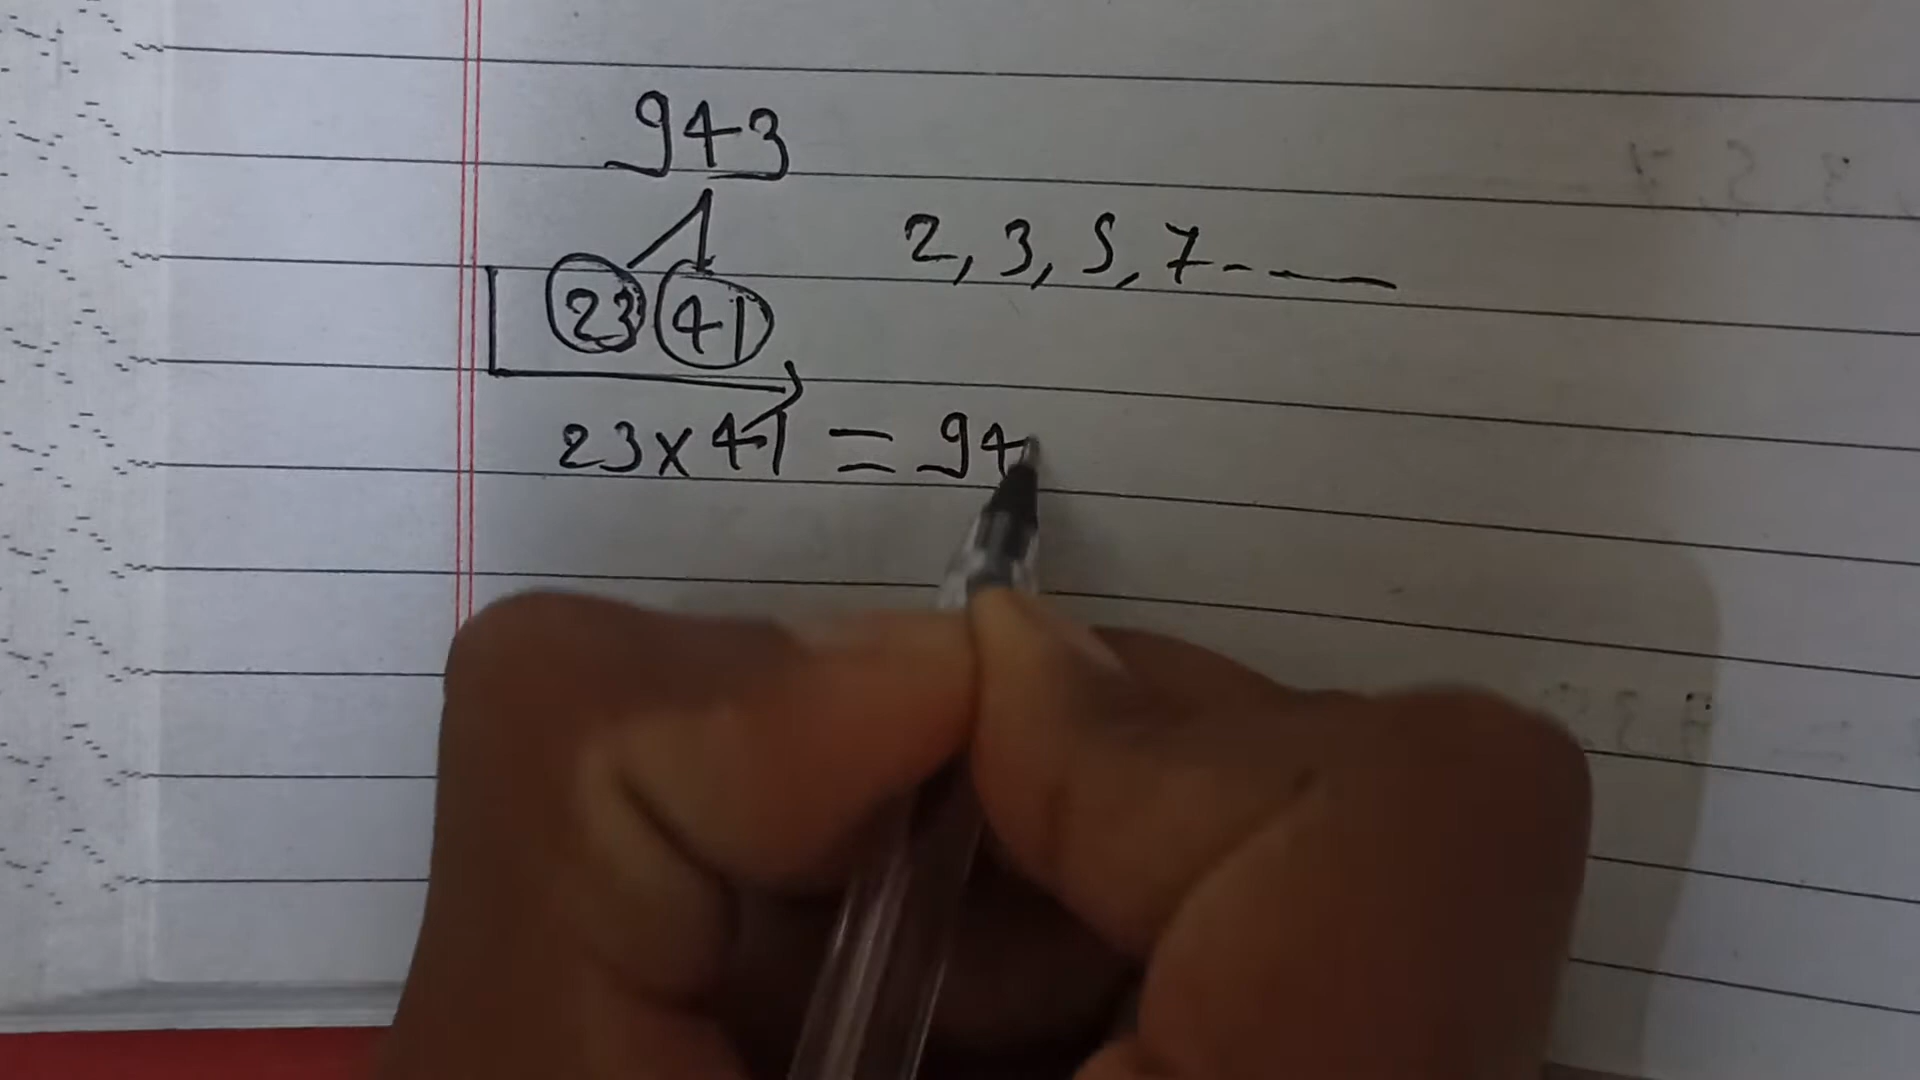 943
2, 3, 5, 7 - - —
23 41
23 x 41 = 94